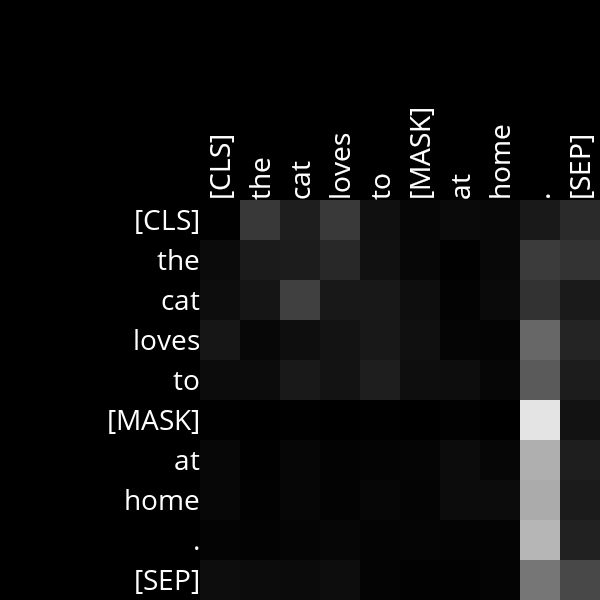 [CLS] the cat loves to [MASK] at home . [SEP]
[CLS]
the
cat
loves
to
[MASK]
at
home
.
[SEP]